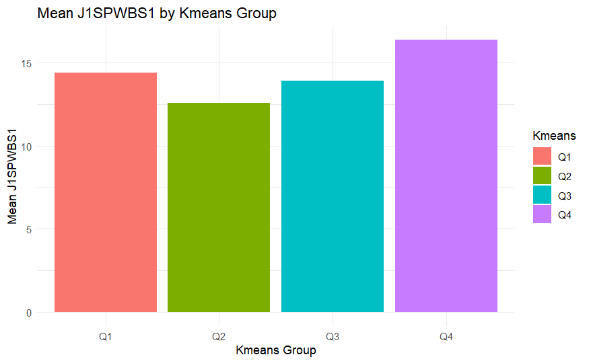 Mean J1SPWBS1 by Kmeans Group
Mean J1SPWBS1
15
10
5
0
Q1 Q2 Q3 Q4
Kmeans Group
Kmeans
Q1
Q2
Q3
Q4